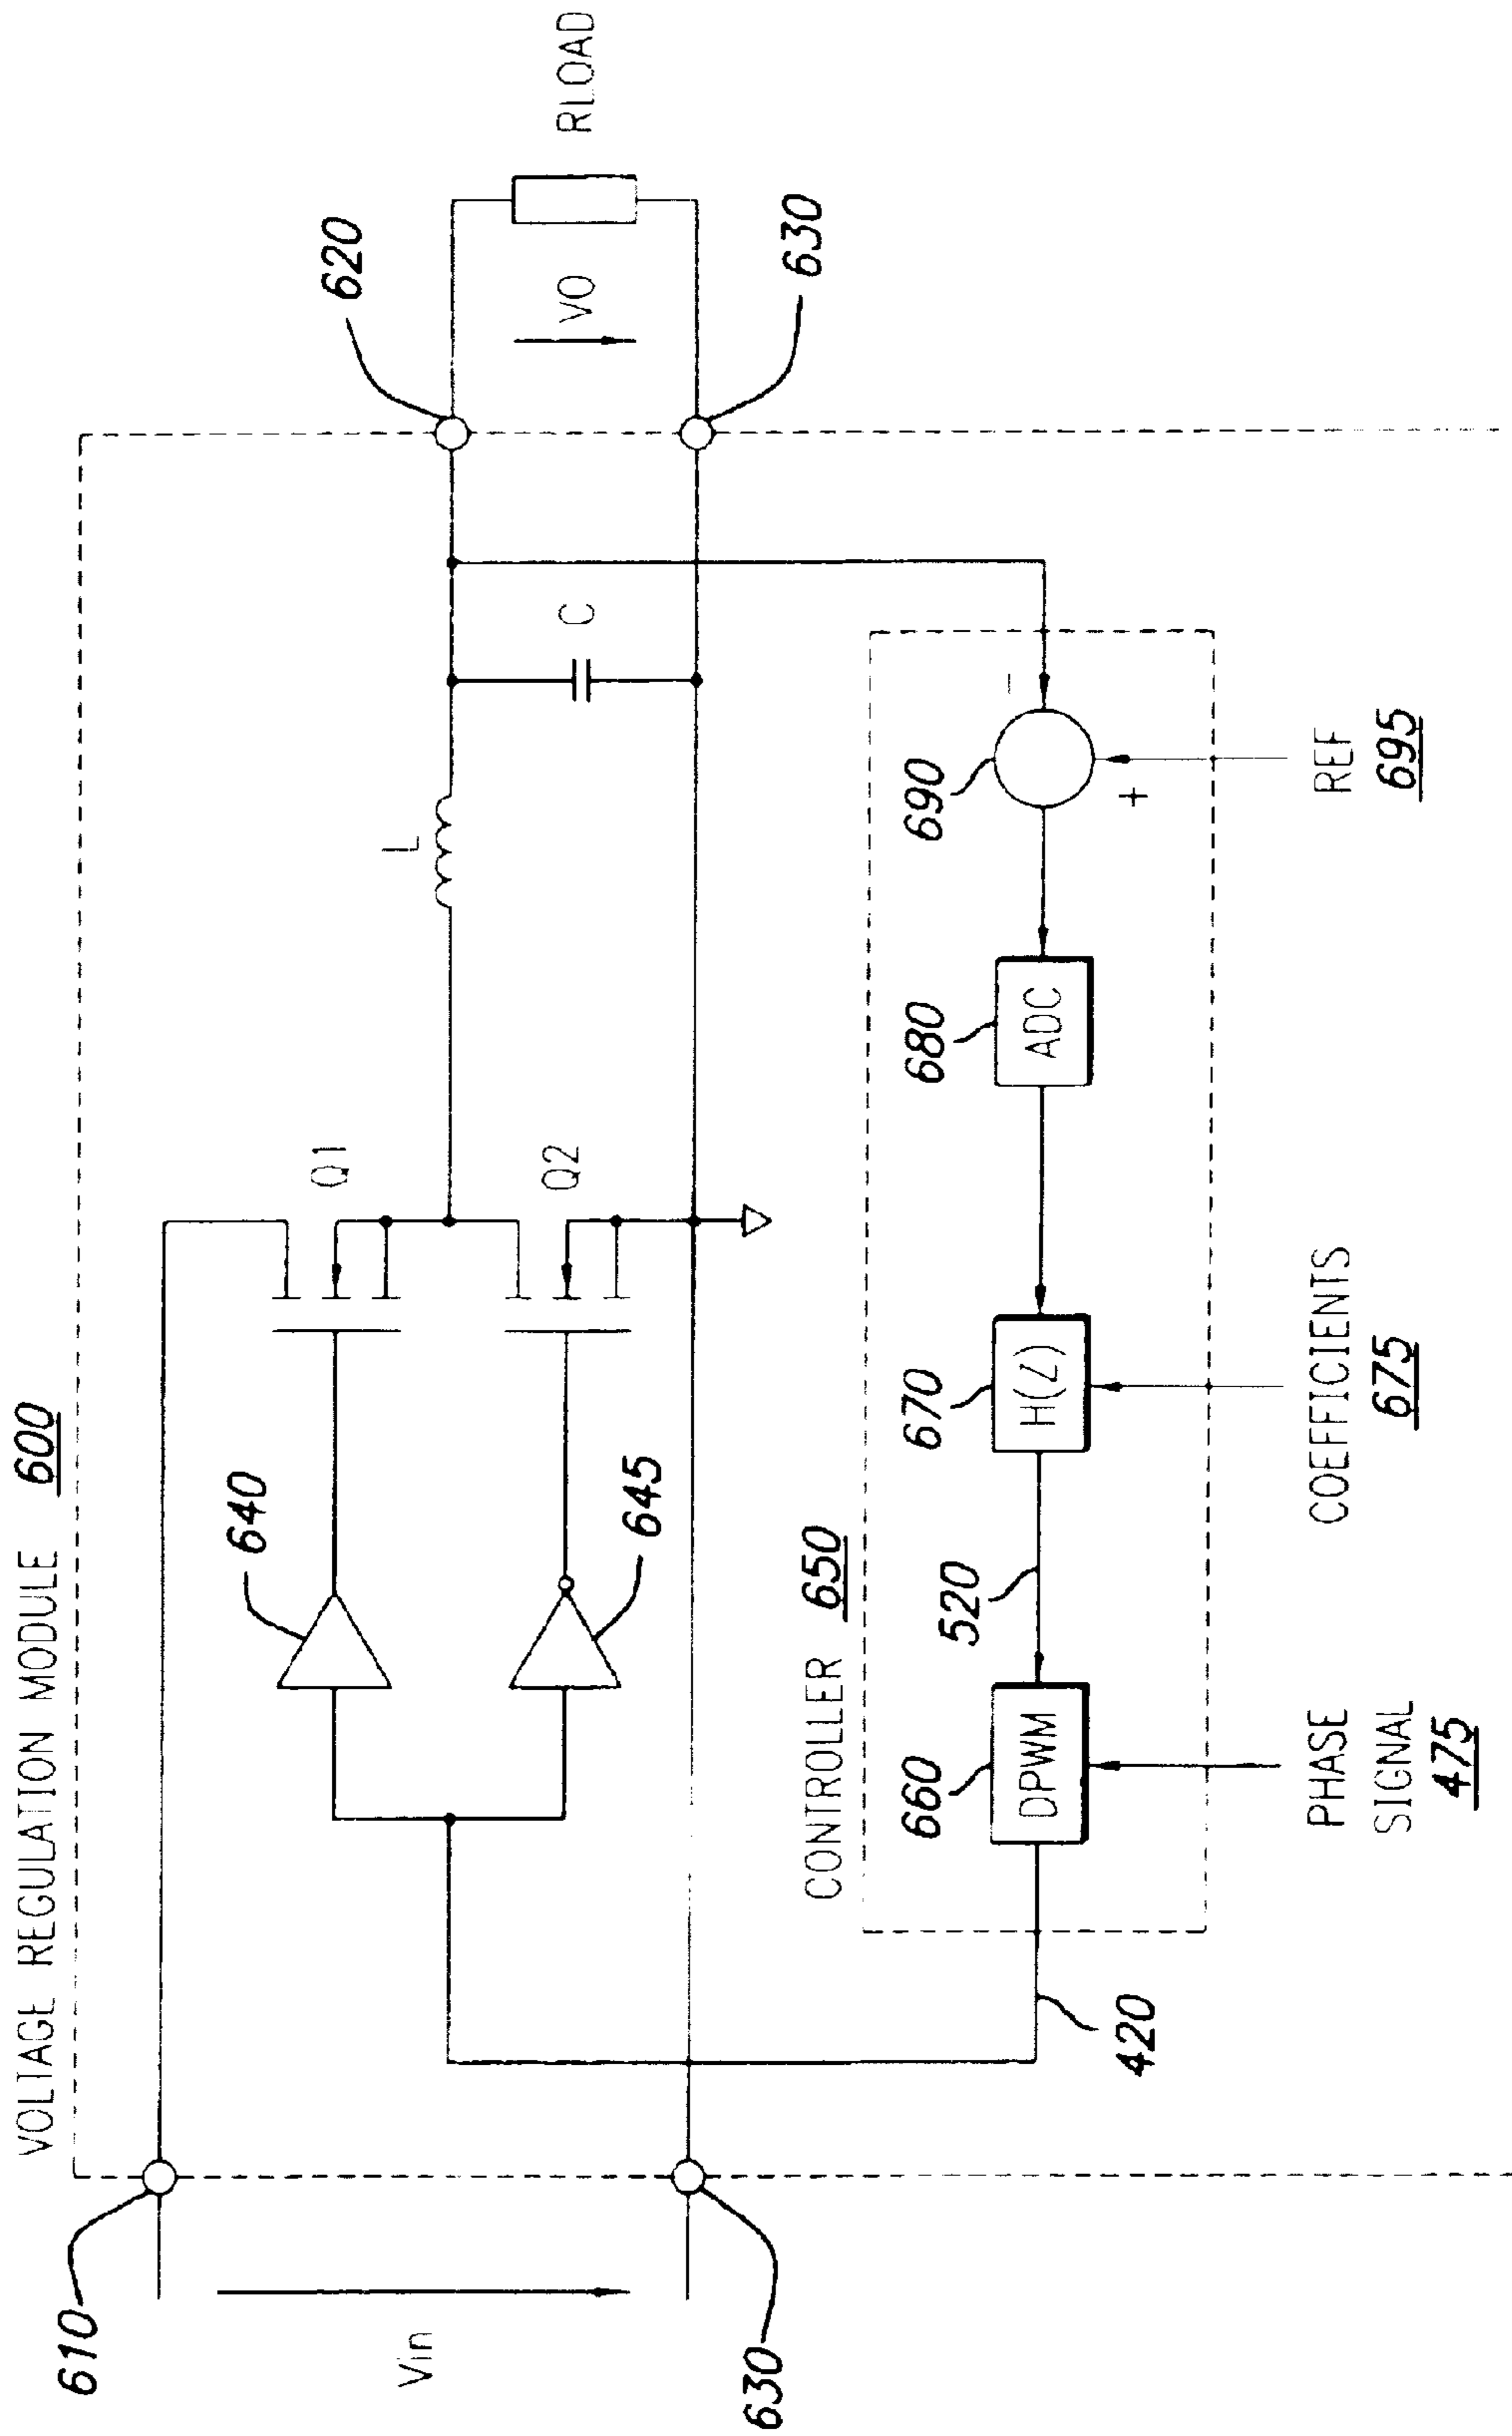 VOLTAGE REGULATION MODULE 600
610
Vin
630
640
645
Q1
Q2
L
C
620
630
VO
RLOAD
CONTROLLER 650
420
660
DPWM
520
670
H(Z)
680
ADC
690
-
+
PHASE
SIGNAL
475
COEFFICIENTS
675
REF
695